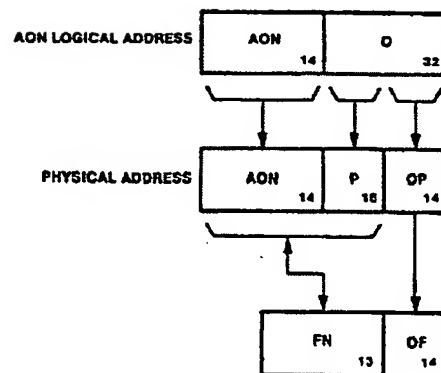 AON LOGICAL ADDRESS
AON 14 O 32
PHYSICAL ADDRESS
AON 14 P 18 OP 14
FN 13 OF 14